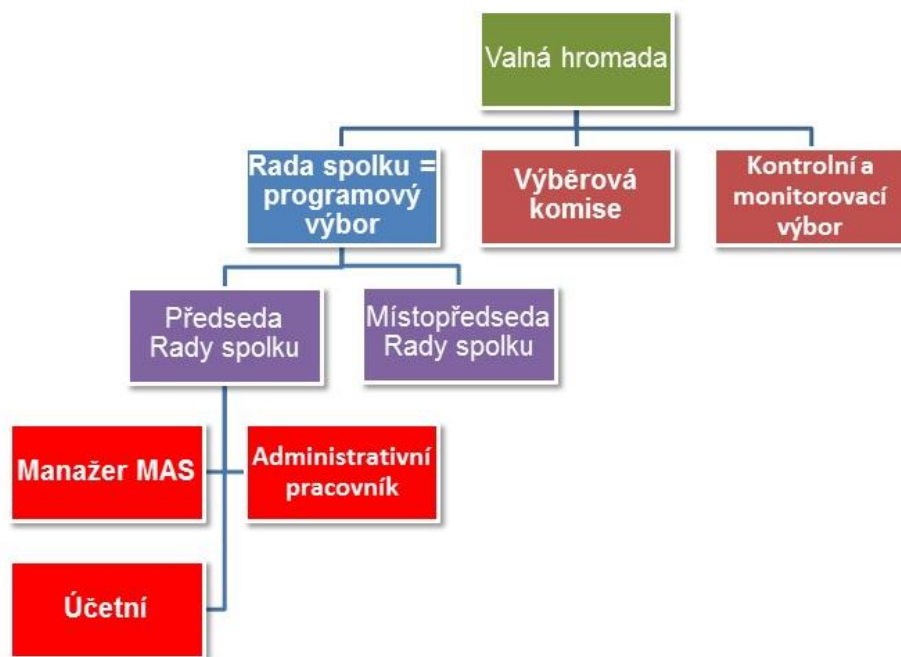 Valná hromada
Rada spolku =
programový
výbor
Výběrová
komise
Kontrolní a
monitorovací
výbor
Předseda
Rady spolku
Místopředseda
Rady spolku
Manažer MAS
Administrativní
pracovník
Účetní